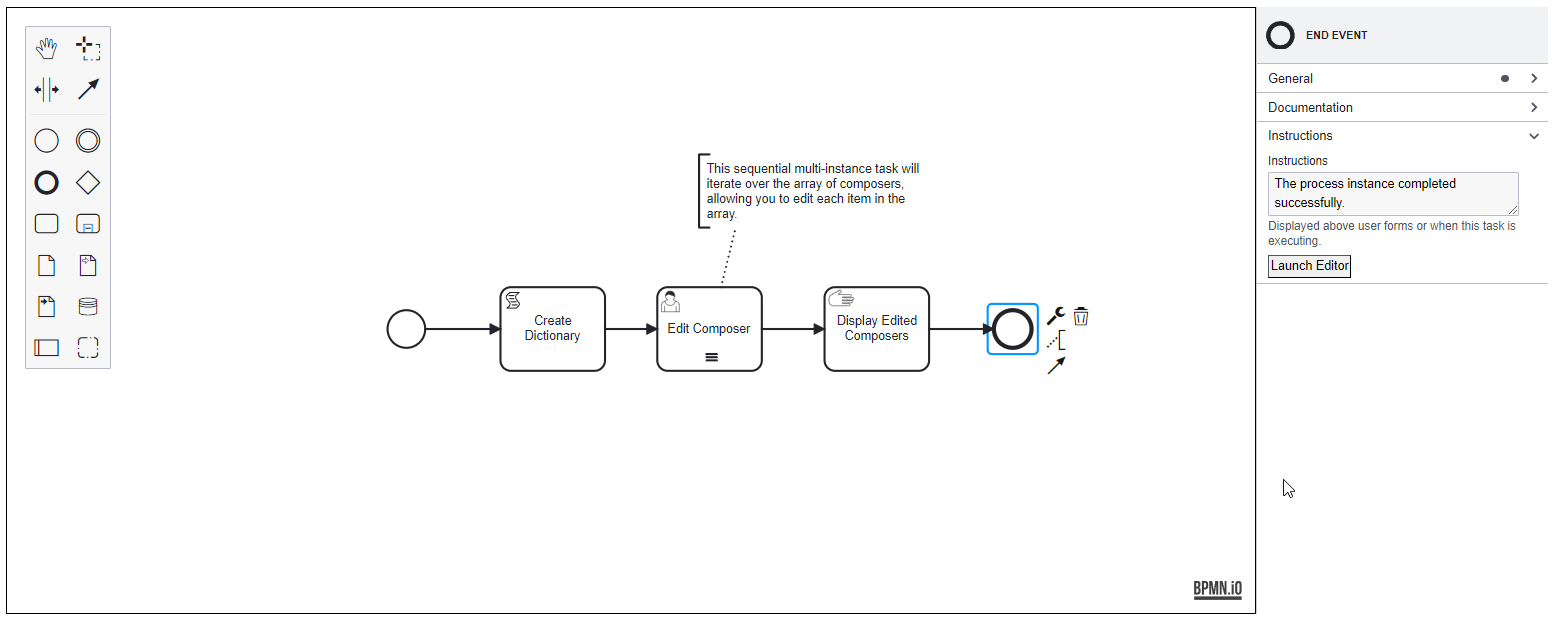 This sequential multi-instance task will
iterate over the array of composers,
allowing you to edit each item in the
array.
Create
Dictionary
Edit Composer
Display Edited
Composers
BPMN.iO
END EVENT
General
Documentation
Instructions
Instructions
The process instance completed
successfully.
Displayed above user forms or when this task is
executing.
Launch Editor